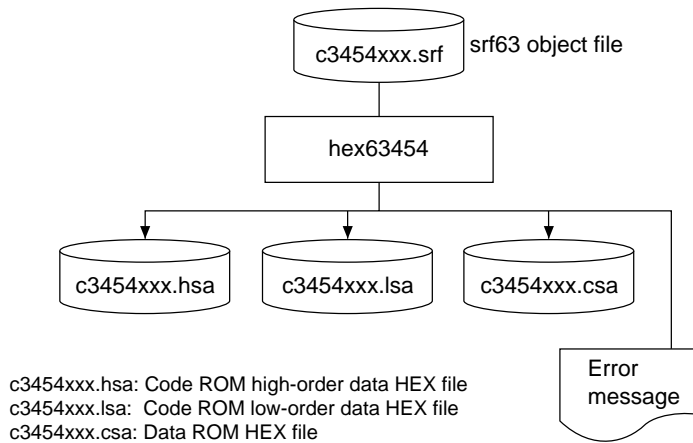 c3454xxx.srf
srf63 object file
hex63454
c3454xxx.hsa
c3454xxx.lsa
c3454xxx.csa
Error
message
c3454xxx.hsa: Code ROM high-order data HEX file
c3454xxx.lsa: Code ROM low-order data HEX file
c3454xxx.csa: Data ROM HEX file